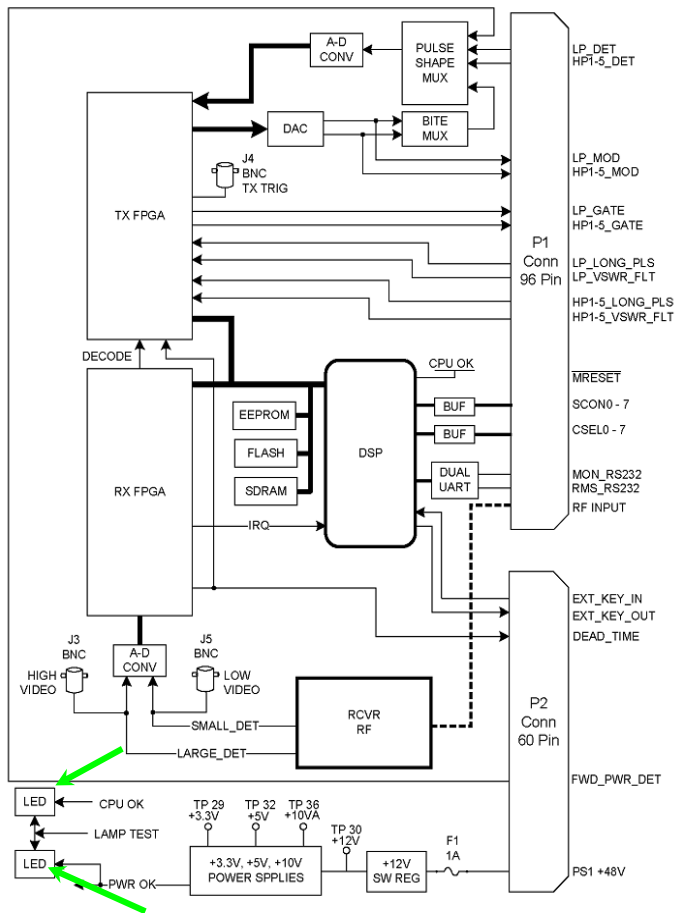 A-D
CONV
PULSE
SHAPE
MUX
LP_DET
HP1-5_DET
DAC
BITE
MUX
J4
BNC
TX TRIG
LP_MOD
HP1-5_MOD
TX FPGA
LP_GATE
HP1-5_GATE
P1
Conn
96 Pin
LP_LONG_PLS
LP_VSWR_FLT
HP1-5_LONG_PLS
HP1-5_VSWR_FLT
DECODE
CPU OK
MRESET
EEPROM
BUF
SCON0 - 7
FLASH
DSP
BUF
CSEL0 - 7
RX FPGA
SDRAM
DUAL
UART
MON_RS232
RMS_RS232
RF INPUT
IRQ
EXT_KEY_IN
EXT_KEY_OUT
DEAD_TIME
J3
BNC
A-D
CONV
J5
BNC
HIGH
VIDEO
LOW
VIDEO
RCVR
RF
P2
Conn
60 Pin
SMALL_DET
LARGE_DET
FWD_PWR_DET
LED
CPU OK
LAMP TEST
LED
PWR OK
TP 29
+3.3V
TP 32
+5V
TP 36
+10VA
TP 30
+12V
+3.3V, +5V, +10V
POWER SPPLIES
+12V
SW REG
F1
1A
PS1 +48V